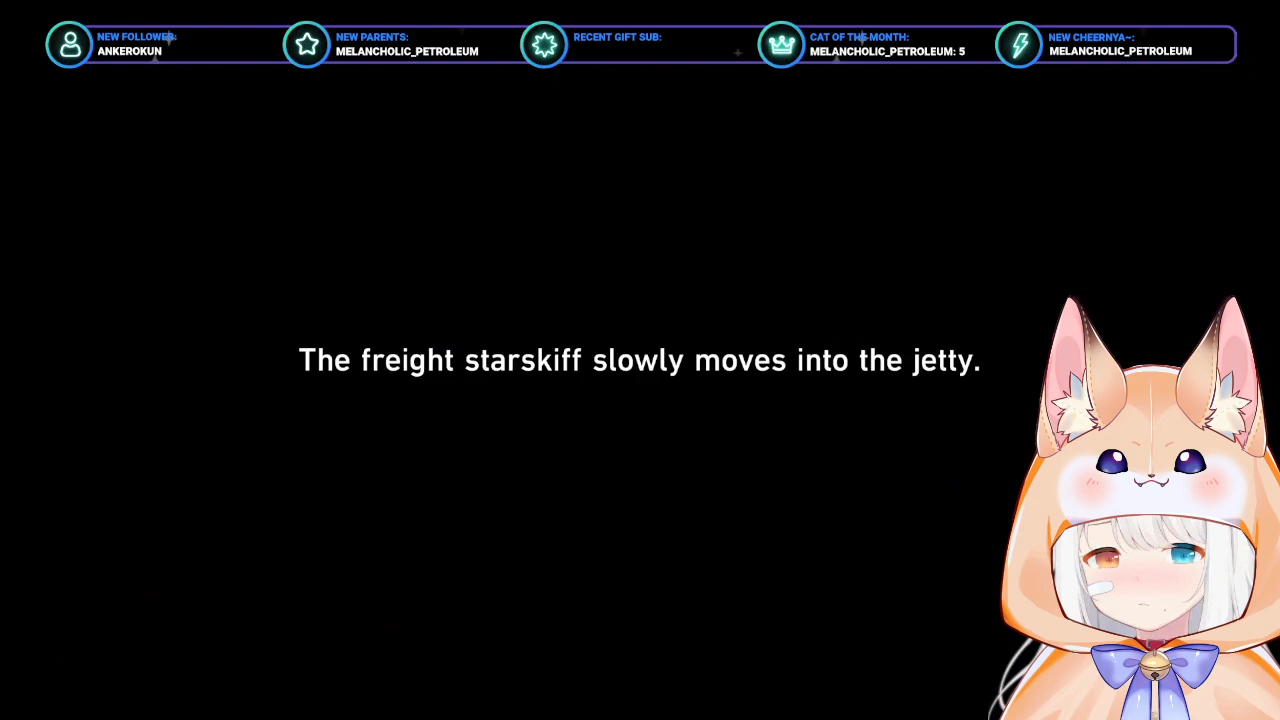 NEW FOLLOWER:
ANKEROKUN
NEW PARENTS:
MELANCHOLIC_PETROLEUM
RECENT GIFT SUB:
CAT OF THE MONTH:
MELANCHOLIC_PETROLEUM: 5
NEW CHEERNYA~:
MELANCHOLIC_PETROLEUM
The freight starskiff slowly moves into the jetty.